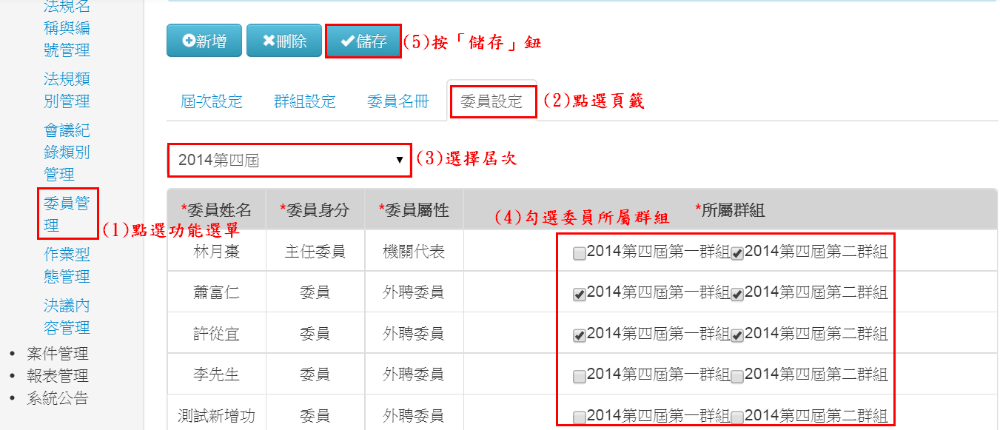 法規名
稱與編
號管理
法規類
別管理
會議紀
錄類別
管理
委員管
理
(1)點選功能選單
作業型
態管理
決議內
容管理
案件管理
報表管理
系統公告
新增 刪除 儲存 (5)按「儲存」鈕
屆次設定 群組設定 委員名冊 委員設定 (2)點選頁籤
2014第四屆 (3)選擇屆次
*委員姓名 *委員身分 *委員屬性 *所屬群組
(4)勾選委員所屬群組
林月棗 主任委員 機關代表 2014第四屆第一群組 2014第四屆第二群組
蕭富仁 委員 外聘委員 2014第四屆第一群組 2014第四屆第二群組
許從宜 委員 外聘委員 2014第四屆第一群組 2014第四屆第二群組
李先生 委員 外聘委員 2014第四屆第一群組 2014第四屆第二群組
測試新增功 委員 外聘委員 2014第四屆第一群組 2014第四屆第二群組